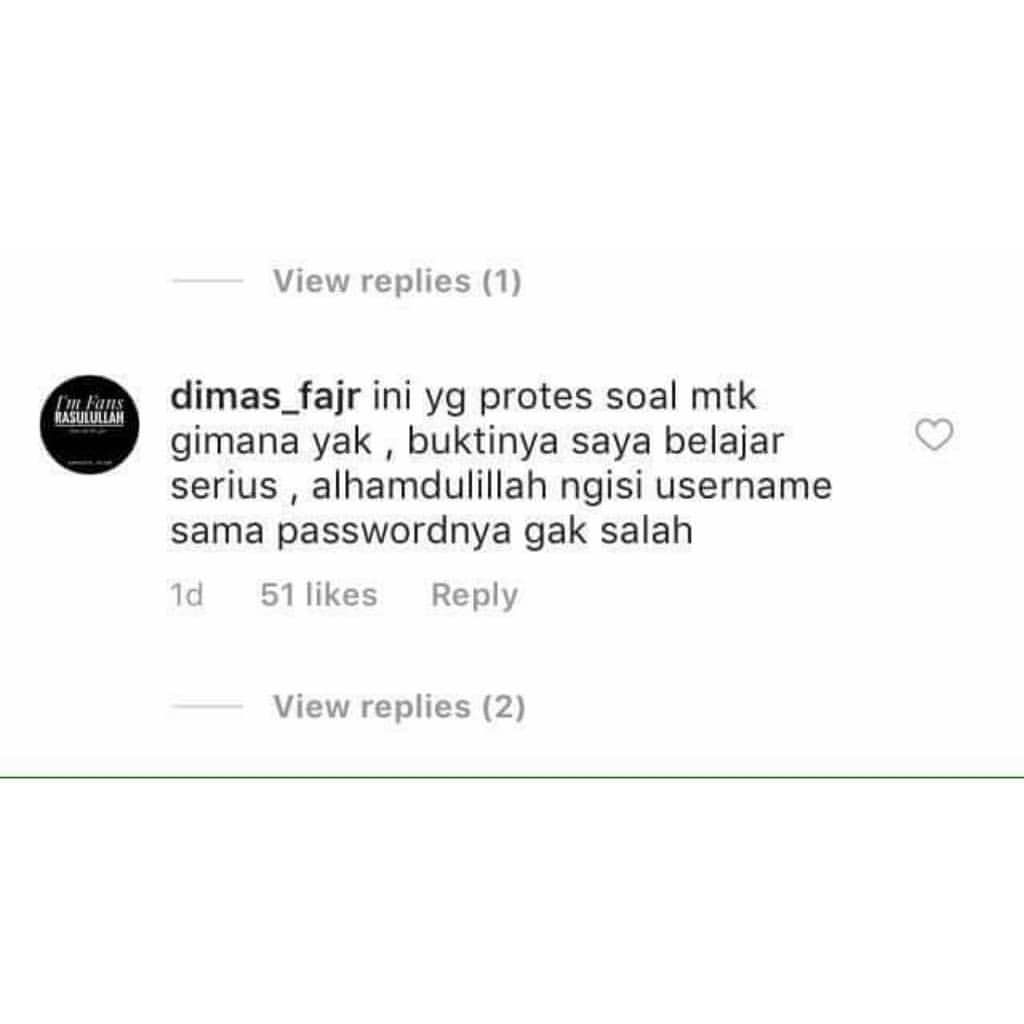 View replies (1)
I'm Fans
RASULULLAH
dimas_fajr ini yg protes soal mtk
gimana yak , buktinya saya belajar
serius , alhamdulillah ngisi username
sama passwordnya gak salah
1d 51 likes Reply
View replies (2)